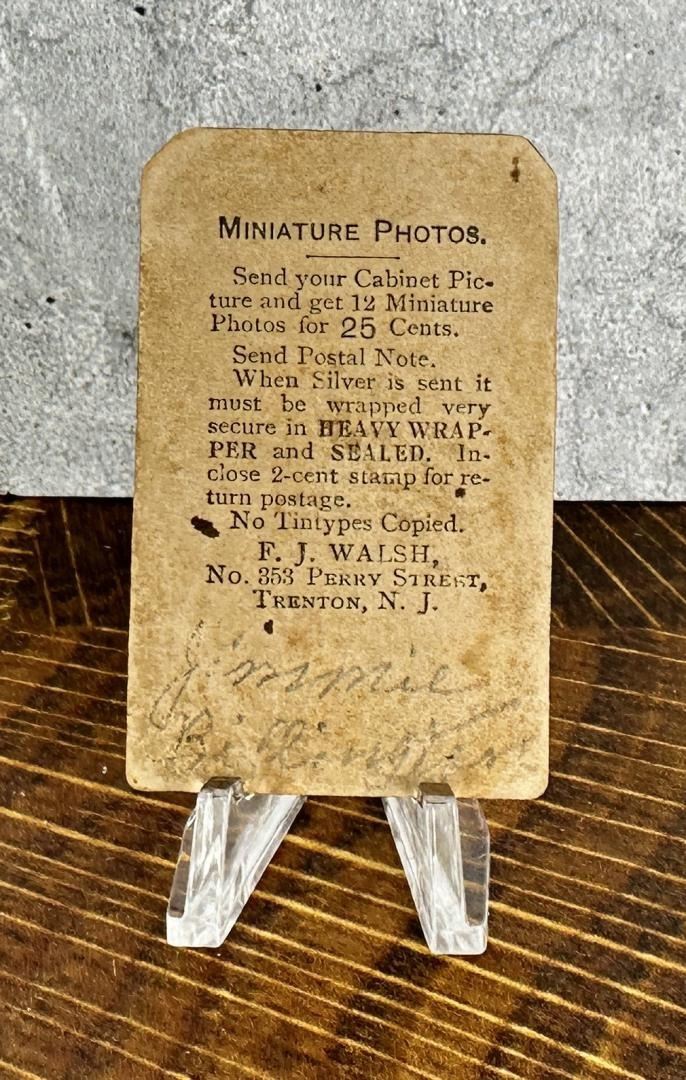 MINIATURE PHOTOS.
Send your Cabinet Pic-
ture and get 12 Miniature
Photos for 25 Cents.
Send Postal Note.
When Silver is sent it
must be wrapped very
secure in HEAVY WRAP-
PER and SEALED. In-
close 2-cent stamp for re-
turn postage.
No Tintypes Copied.
F. J. WALSH,
No. 353 PERRY STREET,
TRENTON, N. J.
Jimmie